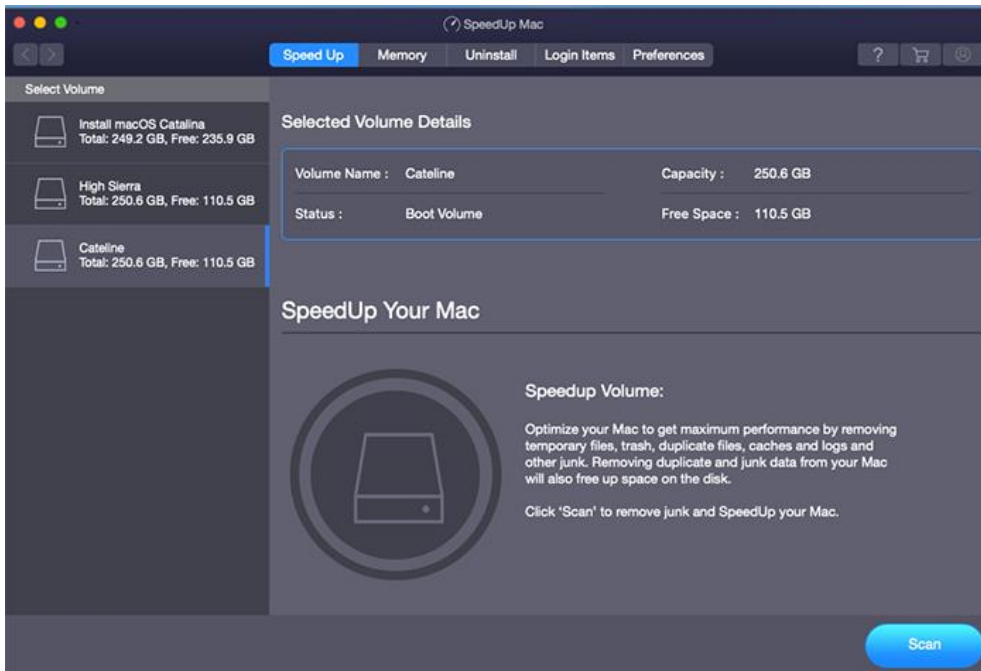 SpeedUp Mac
Speed Up Memory Uninstall Login Items Preferences ?
Select Volume
Install macOS Catalina
Total: 249.2 GB, Free: 235.9 GB
High Sierra
Total: 250.6 GB, Free: 110.5 GB
Cateline
Total: 250.6 GB, Free: 110.5 GB
Selected Volume Details
Volume Name : Cateline Capacity : 250.6 GB
Status : Boot Volume Free Space : 110.5 GB
SpeedUp Your Mac
Speedup Volume:
Optimize your Mac to get maximum performance by removing
temporary files, trash, duplicate files, caches and logs and
other junk. Removing duplicate and junk data from your Mac
will also free up space on the disk.
Click 'Scan' to remove junk and SpeedUp your Mac.
Scan